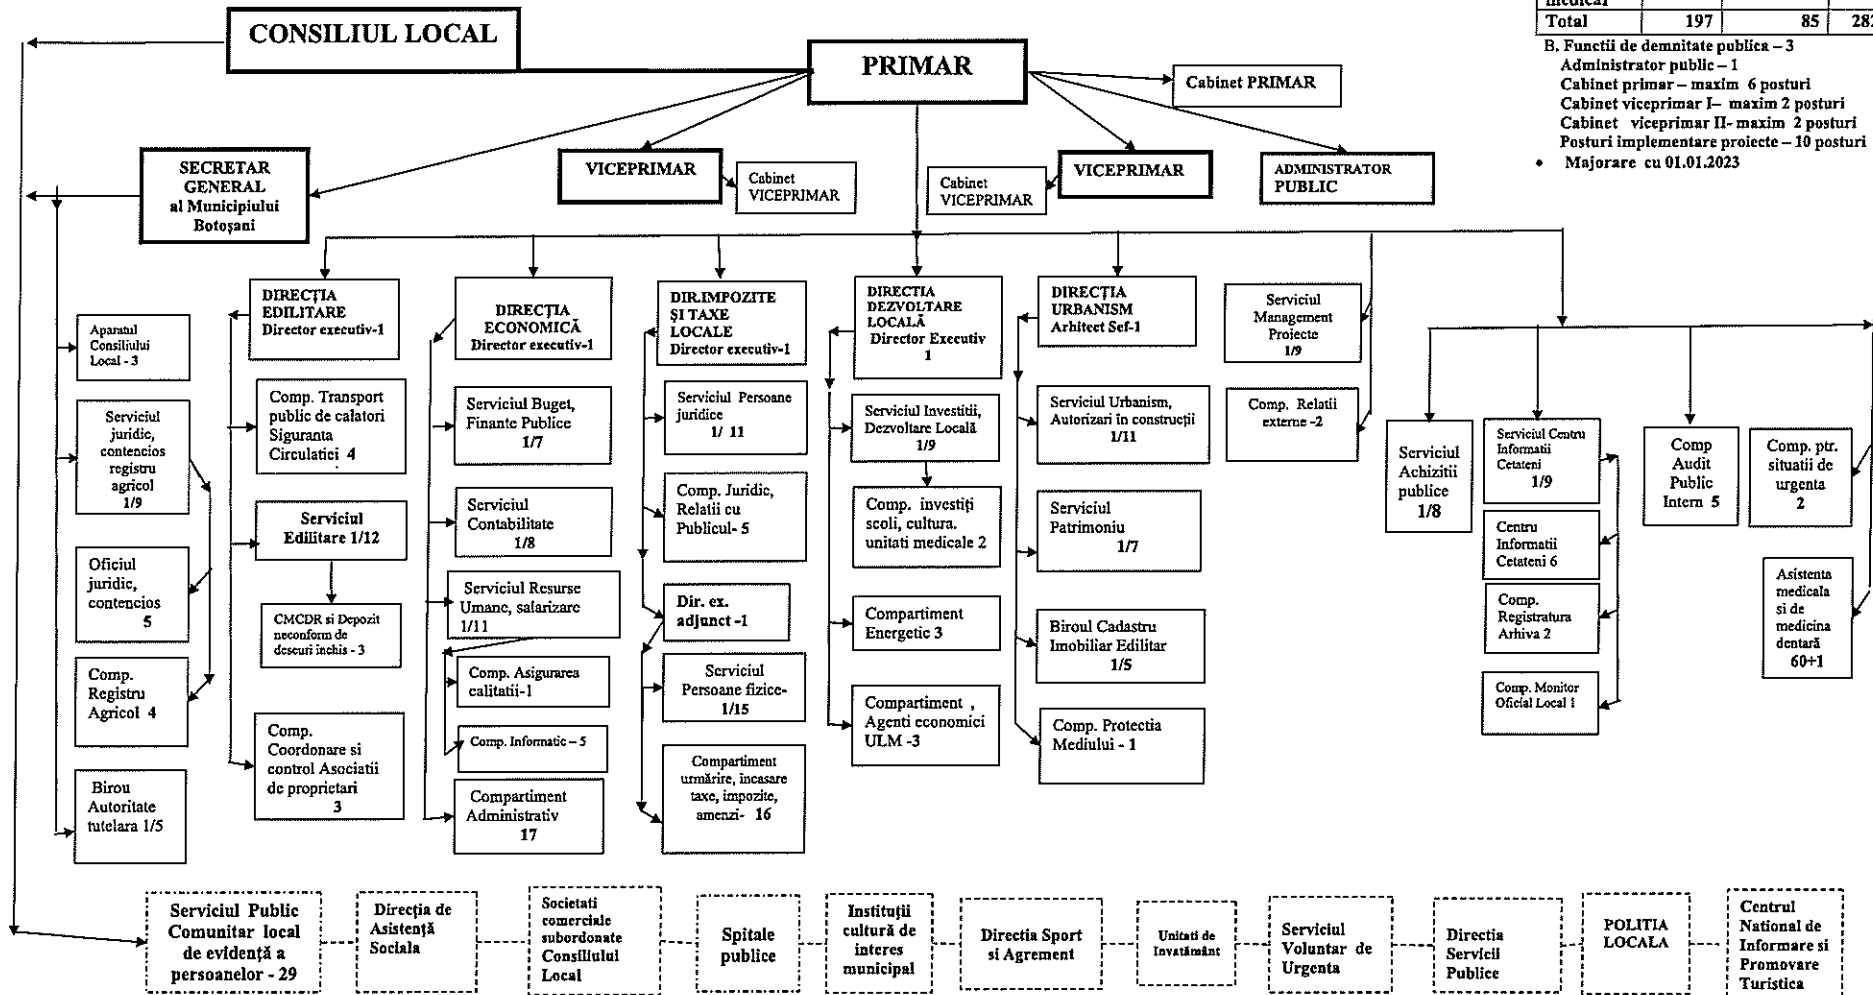 CONSILIUL LOCAL
PRIMAR
Cabinet PRIMAR
medical
Total 197 85 282
B. Functii de demnitate publica – 3
Administrator public – 1
Cabinet primar – maxim 6 posturi
Cabinet viceprimar I– maxim 2 posturi
Cabinet viceprimar II- maxim 2 posturi
Posturi implementare proiecte – 10 posturi
• Majorare cu 01.01.2023
SECRETAR
GENERAL
al Municipiului
Botoșani
VICEPRIMAR
Cabinet
VICEPRIMAR
Cabinet
VICEPRIMAR
VICEPRIMAR
ADMINISTRATOR
PUBLIC
Aparatul
Consiliului
Local - 3
Serviciul
juridic,
contencios
registru
agricol
1/9
Oficiul
juridic,
contencios
5
Comp.
Registru
Agricol 4
Birou
Autoritate
tutelara 1/5
DIRECȚIA
EDILITARE
Director executiv-1
Comp. Transport
public de calatori
Siguranta
Circulatiei 4
Serviciul
Edilitare 1/12
CMCDR si Depozit
neconform de
deseuri inchis - 3
Comp.
Coordonare si
control Asociatii
de proprietari
3
DIRECȚIA
ECONOMICĂ
Director executiv-1
Serviciul Buget,
Finante Publice
1/7
Serviciul
Contabilitate
1/8
Serviciul Resurse
Umane, salarizare
1/11
Comp. Asigurarea
calitatii-1
Comp. Informatic – 5
Compartiment
Administrativ
17
DIR.IMPOZITE
ȘI TAXE
LOCALE
Director executiv-1
Serviciul Persoane
juridice
1/ 11
Comp. Juridic,
Relatii cu
Publicul- 5
Dir. ex.
adjunct -1
Serviciul
Persoane fizice-
1/15
Compartiment
urmărire, încasare
taxe, impozite,
amenzi- 16
DIRECTIA
DEZVOLTARE
LOCALĂ
Director Executiv
1
Serviciul Investitii,
Dezvoltare Locală
1/9
Comp. investiți
scoli, cultura.
unitati medicale 2
Compartiment
Energetic 3
Compartiment ,
Agenti economici
ULM -3
DIRECȚIA
URBANISM
Arhitect Sef-1
Serviciul Urbanism,
Autorizari în construcții
1/11
Serviciul
Patrimoniu
1/7
Biroul Cadastru
Imobiliar Edilitar
1/5
Comp. Protectia
Mediului - 1
Serviciul
Management
Proiecte
1/9
Comp. Relatii
externe -2
Serviciul
Achizitii
publice
1/8
Serviciul Centru
Informatii
Cetateni
1/9
Centru
Informatii
Cetateni 6
Comp.
Registratura
Arhiva 2
Comp. Monitor
Oficial Local 1
Comp
Audit
Public
Intern 5
Comp. ptr.
situatii de
urgenta
2
Asistenta
medicala
si de
medicina
dentară
60+1
Serviciul Public
Comunitar local
de evidență a
persoanelor - 29
Direcția de
Asistență
Sociala
Societati
comerciale
subordonate
Consiliului
Local
Spitale
publice
Instituții
cultură de
interes
municipal
Directia Sport
si Agrement
Unitati de
Invatământ
Serviciul
Voluntar de
Urgenta
Directia
Servicii
Publice
POLITIA
LOCALA
Centrul
National de
Informare si
Promovare
Turistica